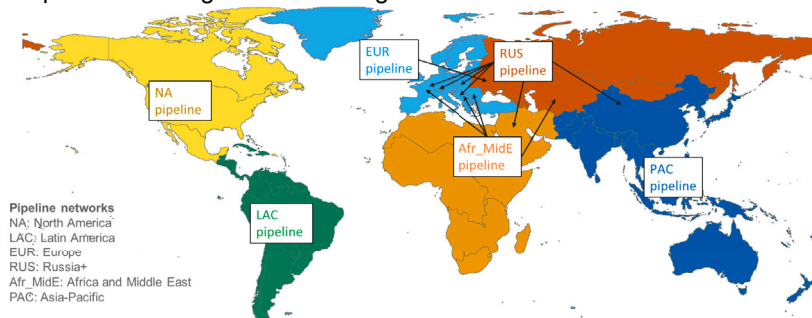 EUR
pipeline
RUS
pipeline
NA
pipeline
Afr_MidE
pipeline
PAC
pipeline
LAC
pipeline
Pipeline networks
NA: North America
LAC: Latin America
EUR: Europe
RUS: Russia+
Afr_MidE: Africa and Middle East
PAC: Asia-Pacific